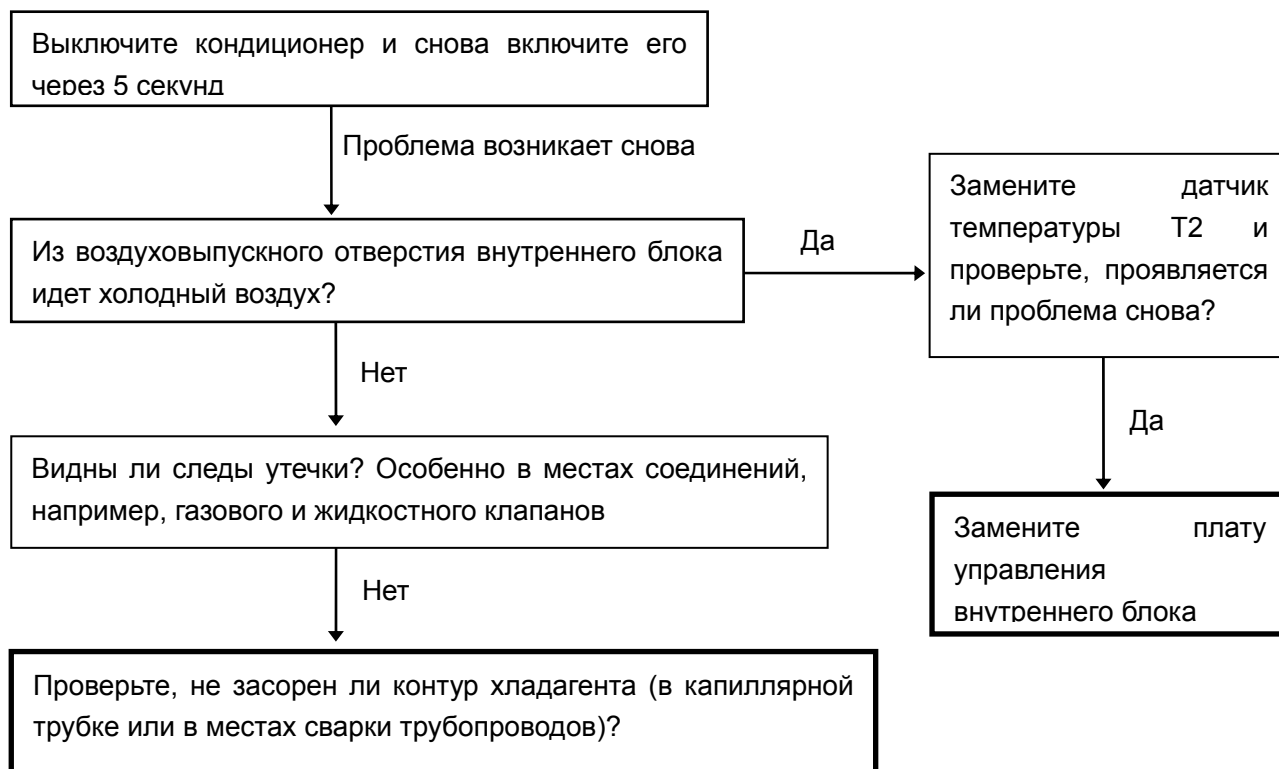 Выключите кондиционер и снова включите его
через 5 секунд
Проблема возникает снова
Из воздуховыпускного отверстия внутреннего блока
идет холодный воздух?
Да
Замените датчик
температуры T2 и
проверьте, проявляется
ли проблема снова?
Нет
Да
Видны ли следы утечки? Особенно в местах соединений,
например, газового и жидкостного клапанов
Замените плату
управления
внутреннего блока
Нет
Проверьте, не засорен ли контур хладагента (в капиллярной
трубке или в местах сварки трубопроводов)?